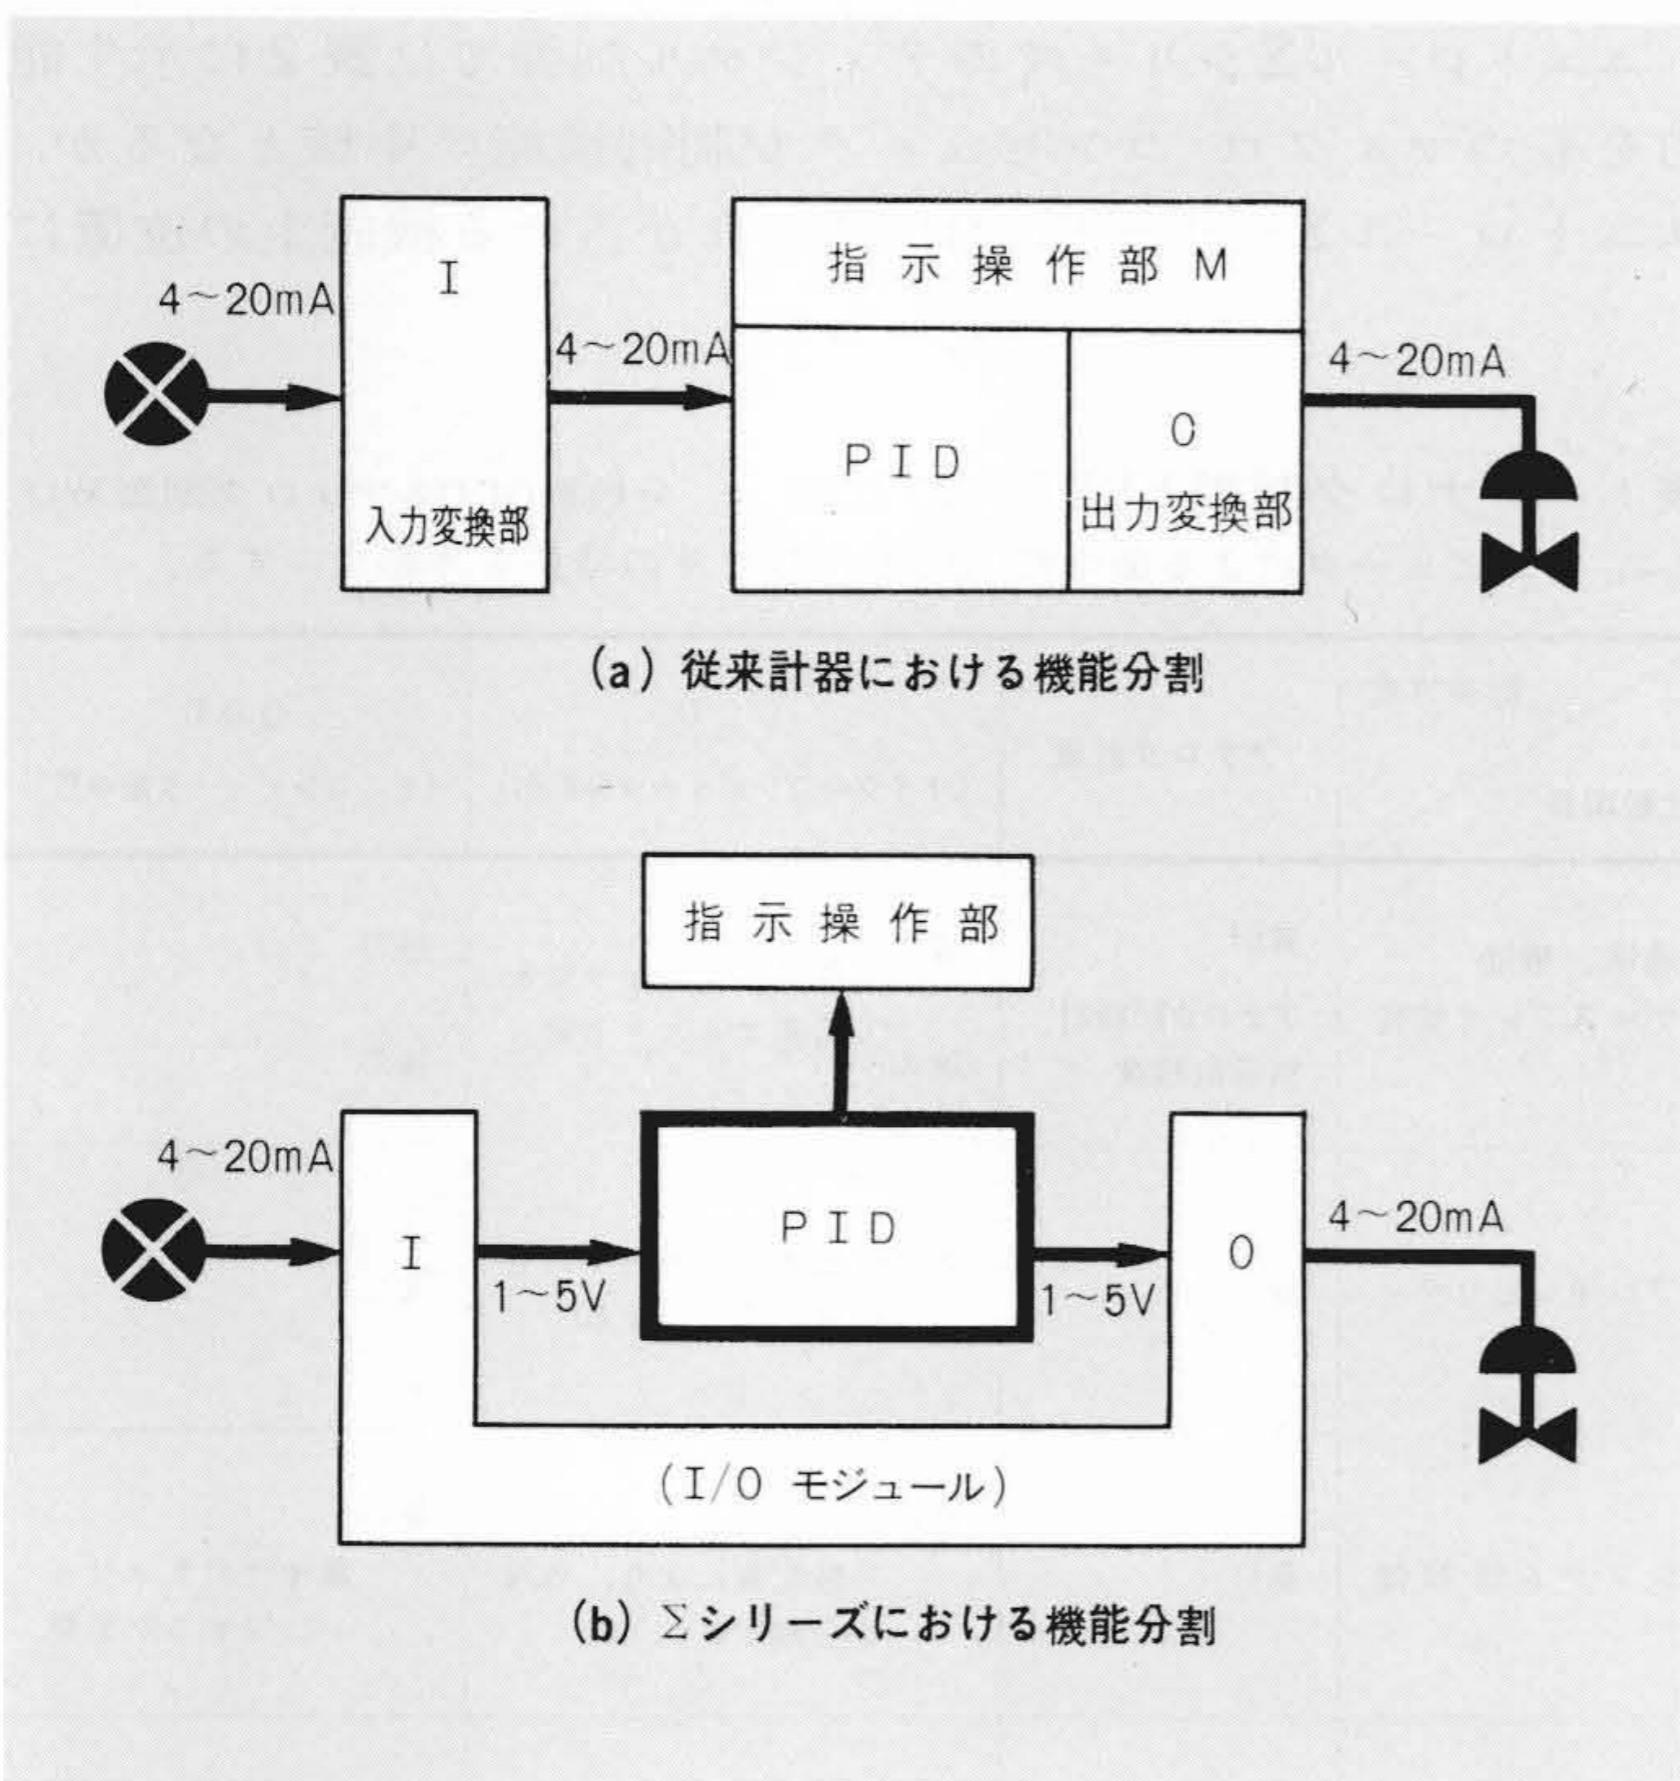 4～20mA
I
入力変換部
4～20mA
指示操作部M
PID
O
出力変換部
4～20mA
(a) 従来計器における機能分割
指示操作部
4～20mA
I
1～5V
PID
1～5V
O
4～20mA
(I/O モジュール)
(b) Σシリーズにおける機能分割